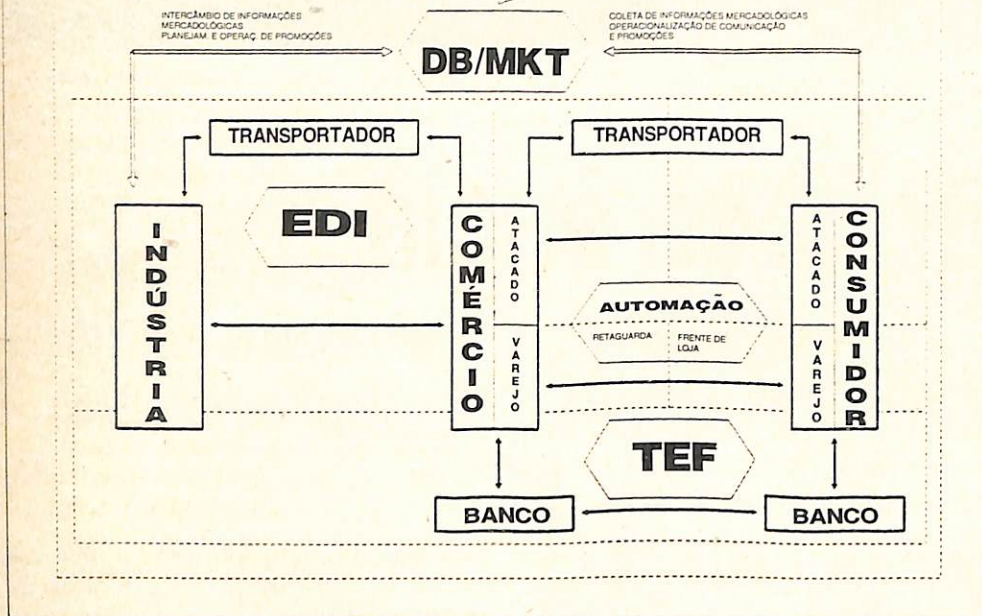 INTERCÂMBIO DE INFORMAÇÕES
MERCADOLÓGICAS
PLANEJAM. E OPERAÇ. DE PROMOÇÕES
COLETA DE INFORMAÇÕES MERCADOLÓGICAS
OPERACIONALIZAÇÃO DE COMUNICAÇÃO
E PROMOÇÕES
DB/MKT
TRANSPORTADOR
TRANSPORTADOR
INDÚSTRIA
EDI
COMÉRCIO
ATACADO
VAREJO
AUTOMAÇÃO
RETAGUARDA
FRENTE DE
LOJA
ATACADO
VAREJO
CONSUMIDOR
TEF
BANCO
BANCO